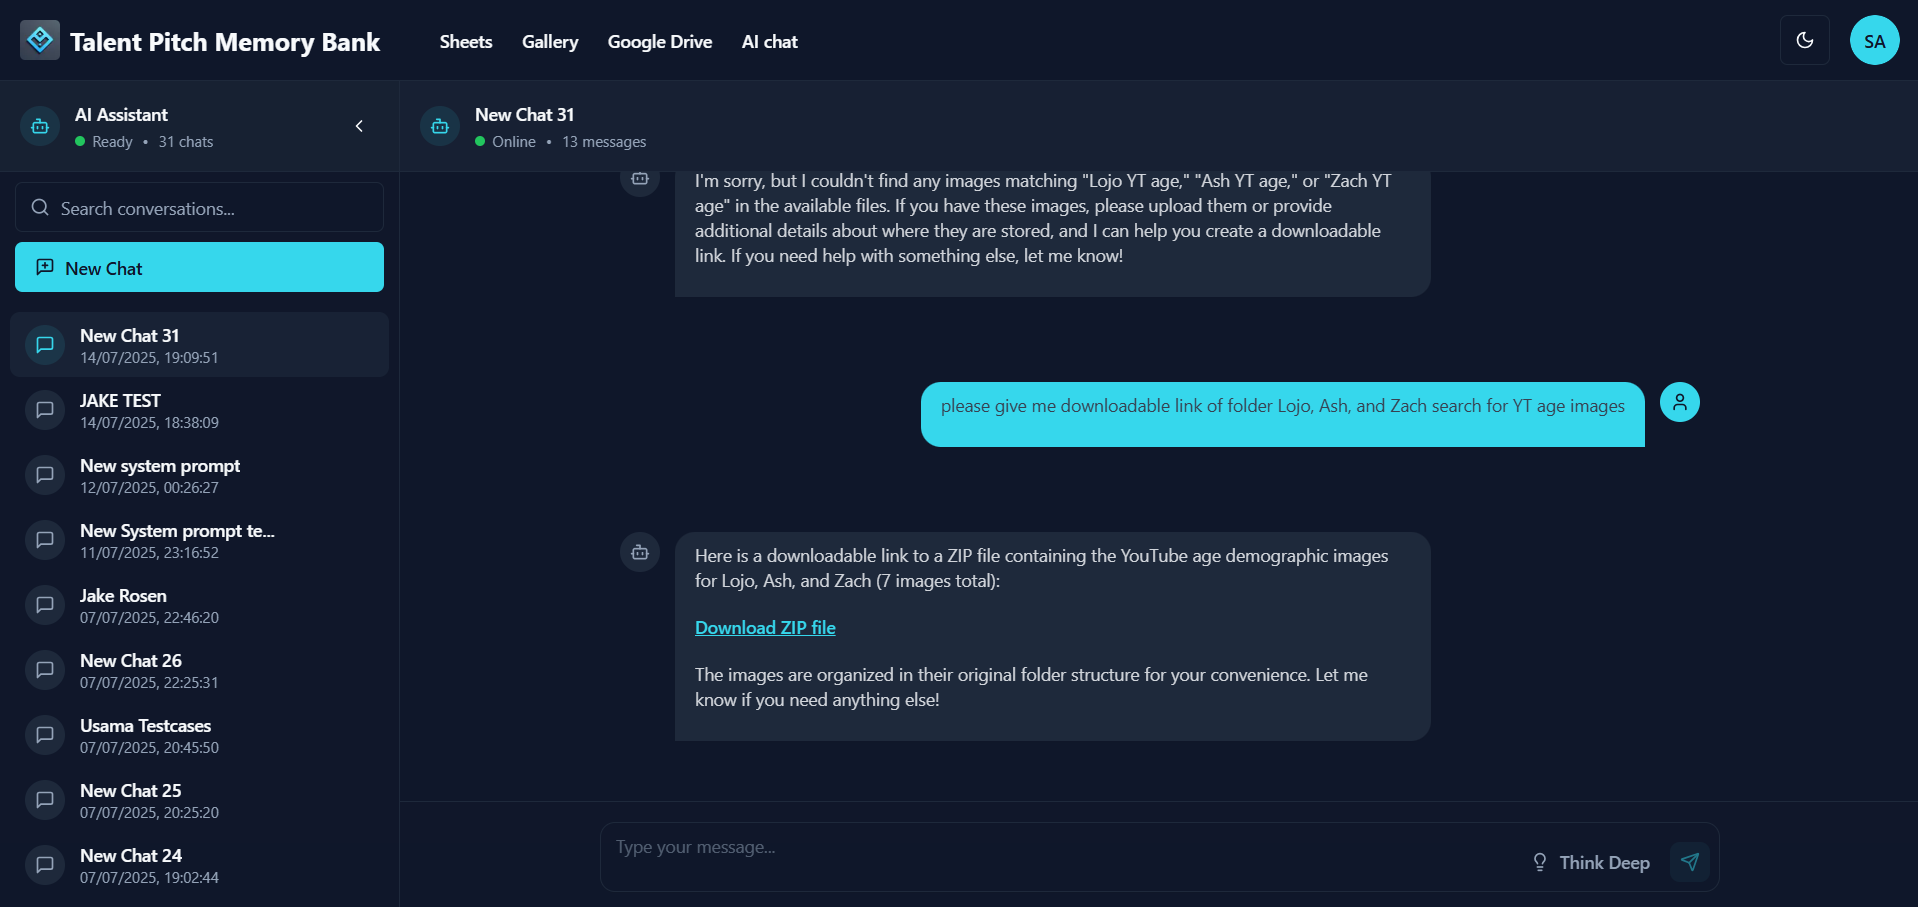 Talent Pitch Memory Bank
Sheets
Gallery
Google Drive
AI chat
SA
AI Assistant
Ready • 31 chats
Search conversations...
New Chat
New Chat 31
14/07/2025, 19:09:51
JAKE TEST
14/07/2025, 18:38:09
New system prompt
12/07/2025, 00:26:27
New System prompt te...
11/07/2025, 23:16:52
Jake Rosen
07/07/2025, 22:46:20
New Chat 26
07/07/2025, 22:25:31
Usama Testcases
07/07/2025, 20:45:50
New Chat 25
07/07/2025, 20:25:20
New Chat 24
07/07/2025, 19:02:44
New Chat 31
Online • 13 messages
I'm sorry, but I couldn't find any images matching "Lojo YT age," "Ash YT age," or "Zach YT
age" in the available files. If you have these images, please upload them or provide
additional details about where they are stored, and I can help you create a downloadable
link. If you need help with something else, let me know!
please give me downloadable link of folder Lojo, Ash, and Zach search for YT age images
Here is a downloadable link to a ZIP file containing the YouTube age demographic images
for Lojo, Ash, and Zach (7 images total):
Download ZIP file
The images are organized in their original folder structure for your convenience. Let me
know if you need anything else!
Type your message...
Think Deep